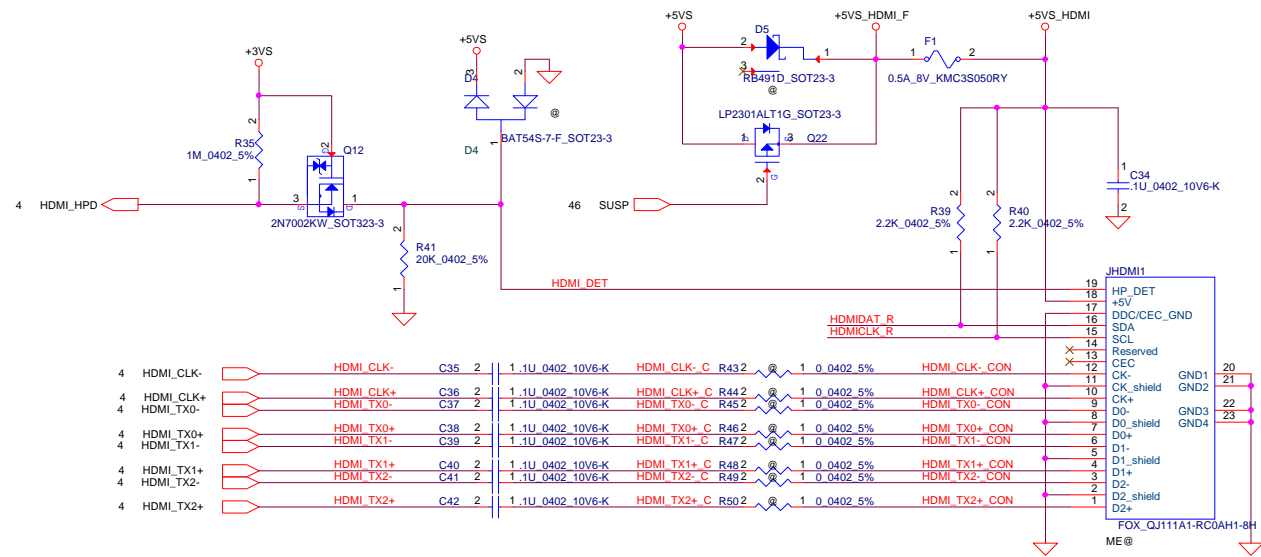 +5VS
+5VS_HDMI_F
+5VS_HDMI
+3VS
+5VS
D5
2
1
3
RB491D_SOT23-3
@
F1
1
2
0.5A_8V_KMC3S050RY
D4
3
2
@
BAT54S-7-F_SOT23-3
1
D4
LP2301ALT1G_SOT23-3
1
3
Q22
D
S
2
G
2
R35
1M_0402_5%
1
2
G
Q12
3
1
S
D
2N7002KW_SOT323-3
4 HDMI_HPD
46 SUSP
2
R41
20K_0402_5%
1
2
R39
2.2K_0402_5%
1
2
R40
2.2K_0402_5%
1
1
C34
.1U_0402_10V6-K
2
HDMI_DET
HDMIDAT_R
HDMICLK_R
JHDMI1
19 HP_DET
18 +5V
17 DDC/CEC_GND
16 SDA
15 SCL
14 Reserved
13 CEC
12 CK-
11 CK_shield
10 CK+
9 D0-
8 D0_shield
7 D0+
6 D1-
5 D1_shield
4 D1+
3 D2-
2 D2_shield
1 D2+
GND1 20
GND2 21
GND3 22
GND4 23
FOX_QJ111A1-RC0AH1-8H
ME@
4 HDMI_CLK- HDMI_CLK- C35 2 1 .1U_0402_10V6-K HDMI_CLK-_C R43 2 @ 1 0_0402_5% HDMI_CLK-_CON
4 HDMI_CLK+ HDMI_CLK+ C36 2 1 .1U_0402_10V6-K HDMI_CLK+_C R44 2 @ 1 0_0402_5% HDMI_CLK+_CON
4 HDMI_TX0- HDMI_TX0- C37 2 1 .1U_0402_10V6-K HDMI_TX0-_C R45 2 @ 1 0_0402_5% HDMI_TX0-_CON
4 HDMI_TX0+ HDMI_TX0+ C38 2 1 .1U_0402_10V6-K HDMI_TX0+_C R46 2 @ 1 0_0402_5% HDMI_TX0+_CON
4 HDMI_TX1- HDMI_TX1- C39 2 1 .1U_0402_10V6-K HDMI_TX1-_C R47 2 @ 1 0_0402_5% HDMI_TX1-_CON
4 HDMI_TX1+ HDMI_TX1+ C40 2 1 .1U_0402_10V6-K HDMI_TX1+_C R48 2 @ 1 0_0402_5% HDMI_TX1+_CON
4 HDMI_TX2- HDMI_TX2- C41 2 1 .1U_0402_10V6-K HDMI_TX2-_C R49 2 @ 1 0_0402_5% HDMI_TX2-_CON
4 HDMI_TX2+ HDMI_TX2+ C42 2 1 .1U_0402_10V6-K HDMI_TX2+_C R50 2 @ 1 0_0402_5% HDMI_TX2+_CON